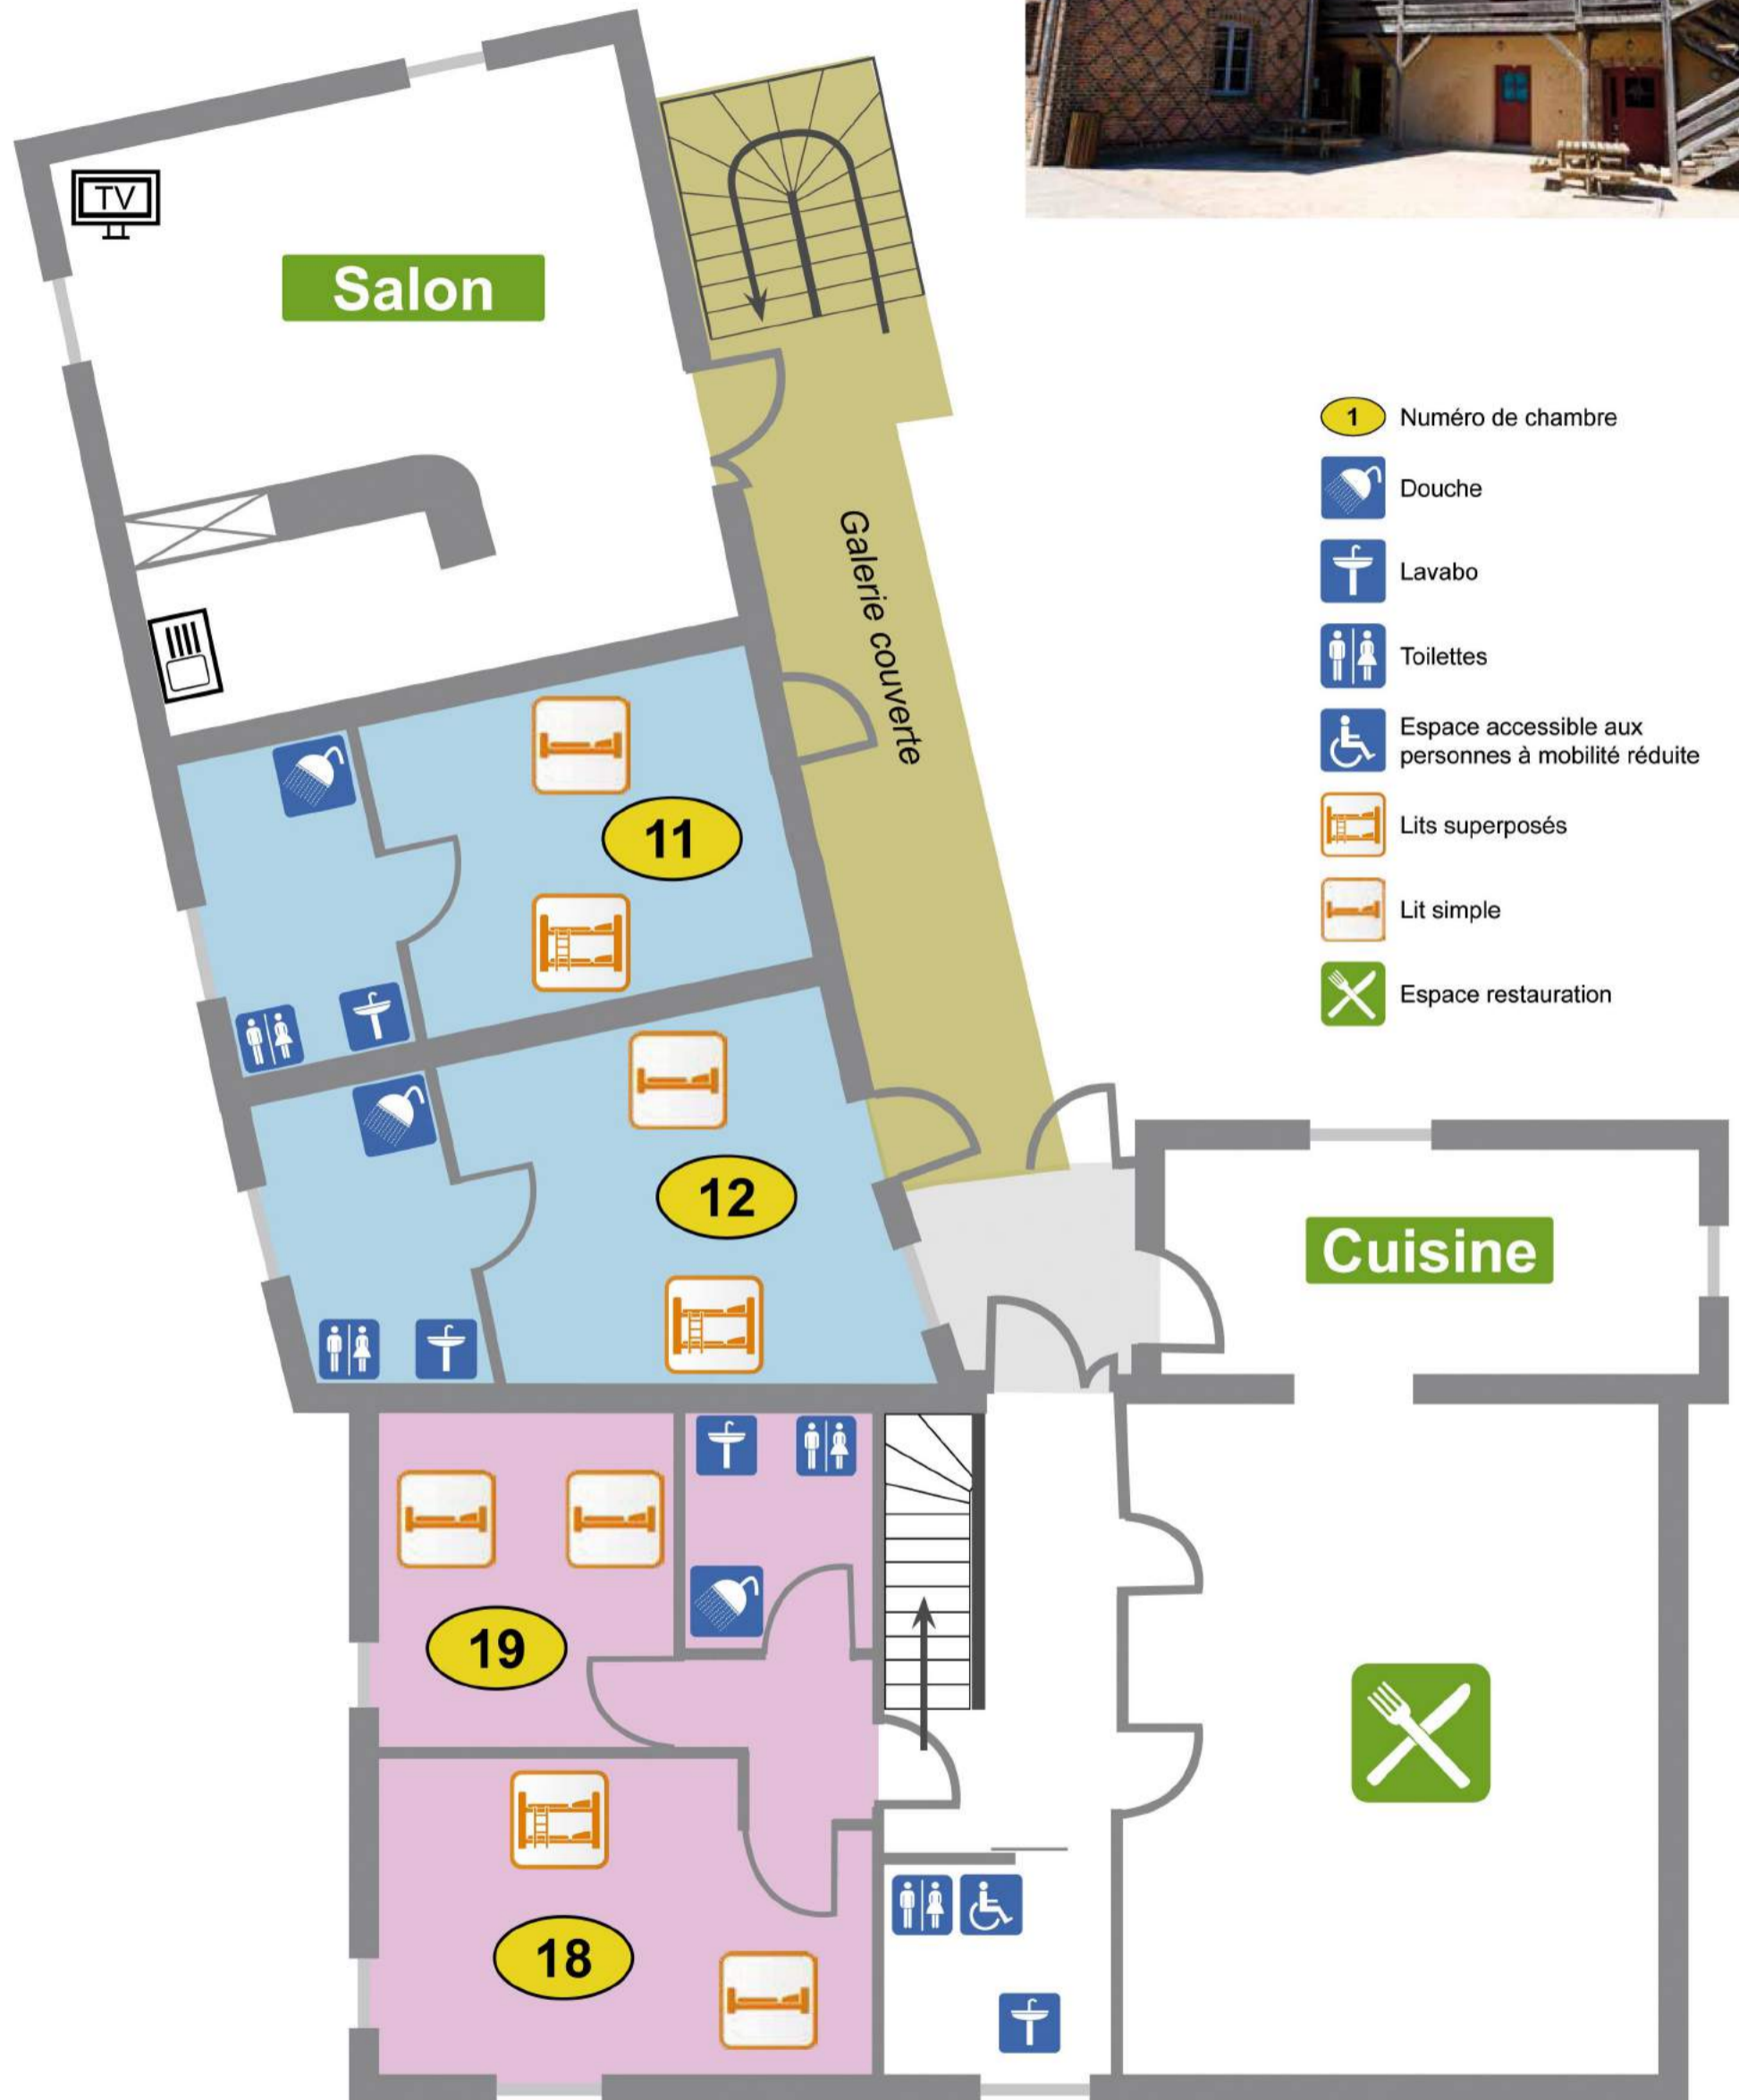 TV
Salon
Galerie couverte
1 Numéro de chambre
Douche
Lavabo
Toilettes
Espace accessible aux
personnes à mobilité réduite
Lits superposés
Lit simple
Espace restauration
11
12
Cuisine
19
18